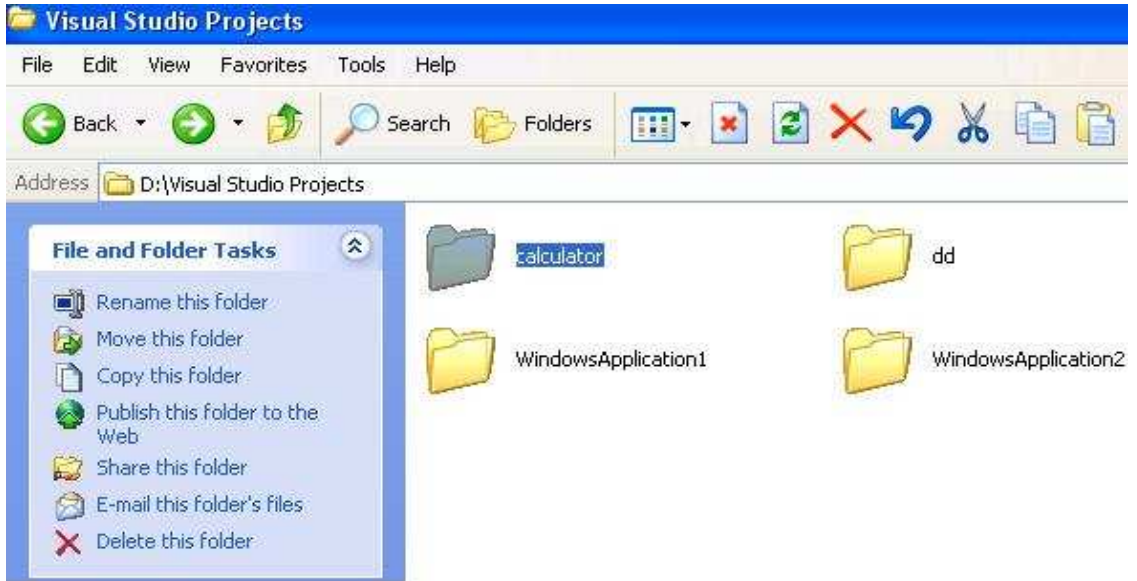 Visual Studio Projects
File Edit View Favorites Tools Help
Back Search Folders
Address D:\Visual Studio Projects
File and Folder Tasks
Rename this folder
Move this folder
Copy this folder
Publish this folder to the
Web
Share this folder
E-mail this folder's files
Delete this folder
calculator dd
WindowsApplication1 WindowsApplication2